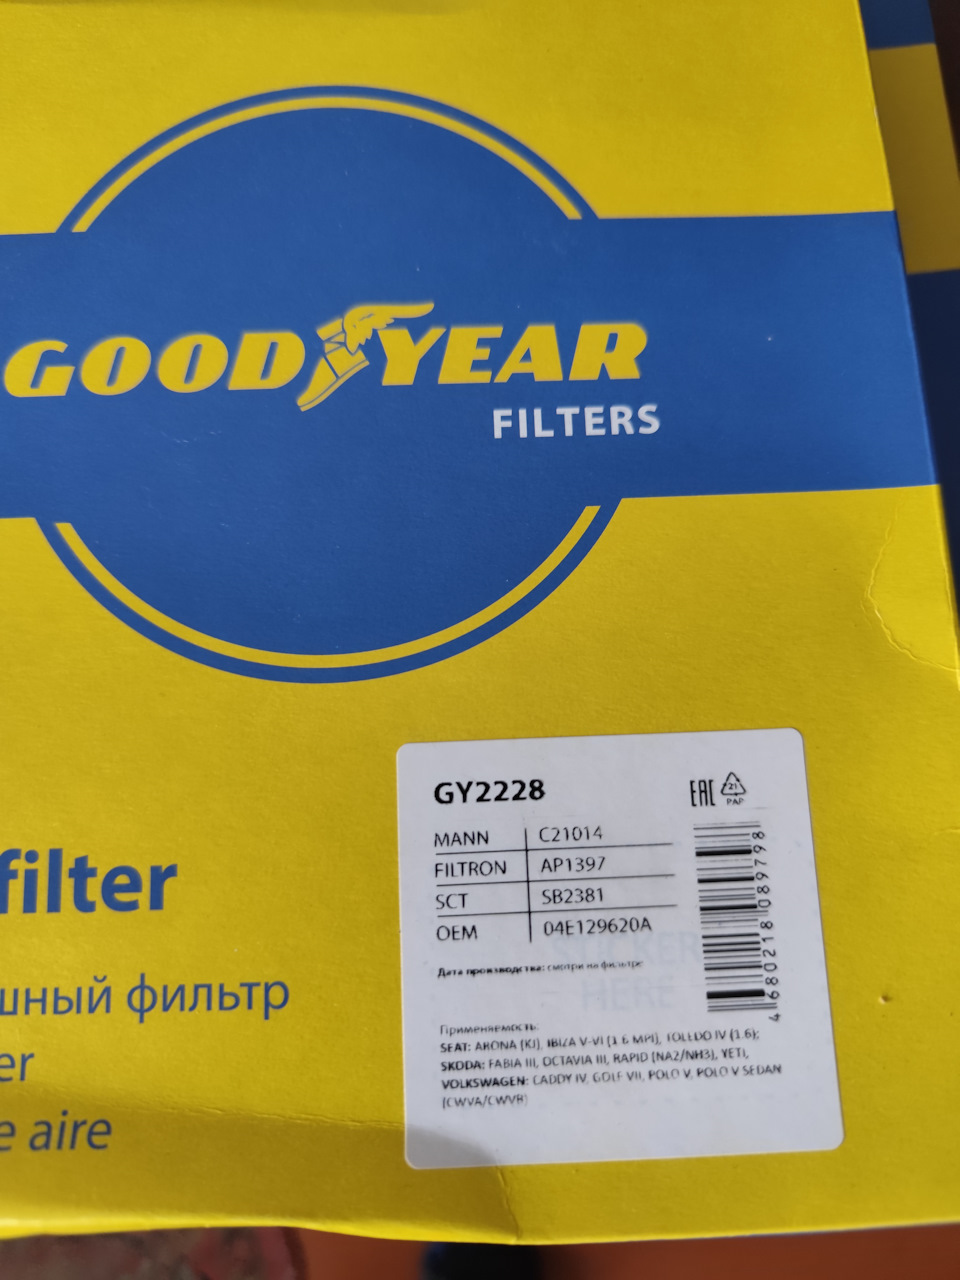 GOODYEAR
FILTERS
GY2228
EAC
21
PAP
MANN C21014
FILTRON AP1397
SCT SB2381
OEM 04E129620A
4 680218 089798
STICKER
HERE
Дата производства: смотри на фильтре
filter
шный фильтр
er
e aire
Применяемость:
SEAT: ARONA (KJ), IBIZA V-VI (1.6 MPI), TOLEDO IV (1.6);
SKODA: FABIA III, OCTAVIA III, RAPID (NA2/NH3), YETI,
VOLKSWAGEN: CADDY IV, GOLF VII, POLO V, POLO V SEDAN
(CWVA/CWVB)